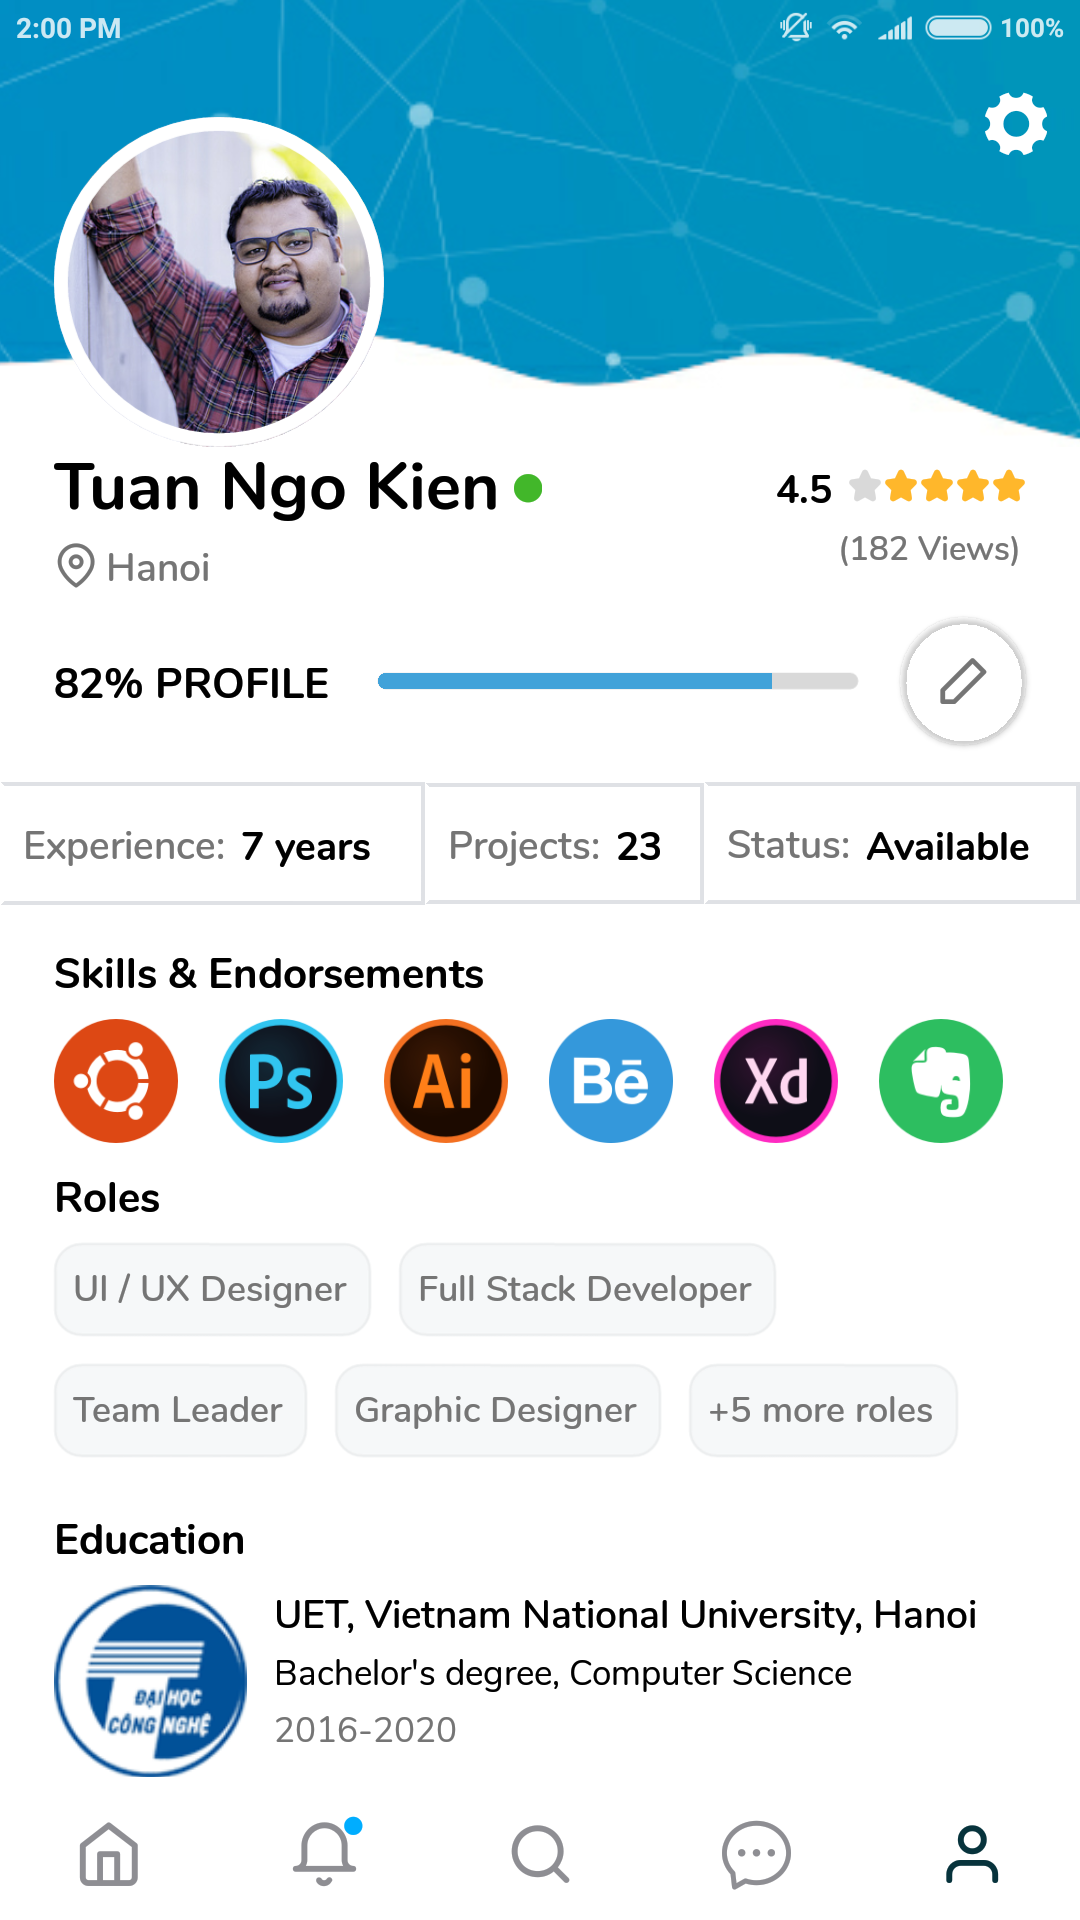 2:00 PM 100%
Tuan Ngo Kien
4.5
(182 Views)
Hanoi
82% PROFILE
Experience: 7 years Projects: 23 Status: Available
Skills & Endorsements
Ps Ai Bē Xd
Roles
UI / UX Designer Full Stack Developer
Team Leader Graphic Designer +5 more roles
Education
UET, Vietnam National University, Hanoi
Bachelor's degree, Computer Science
2016-2020
ĐẠI HỌC
CÔNG NGHỆ